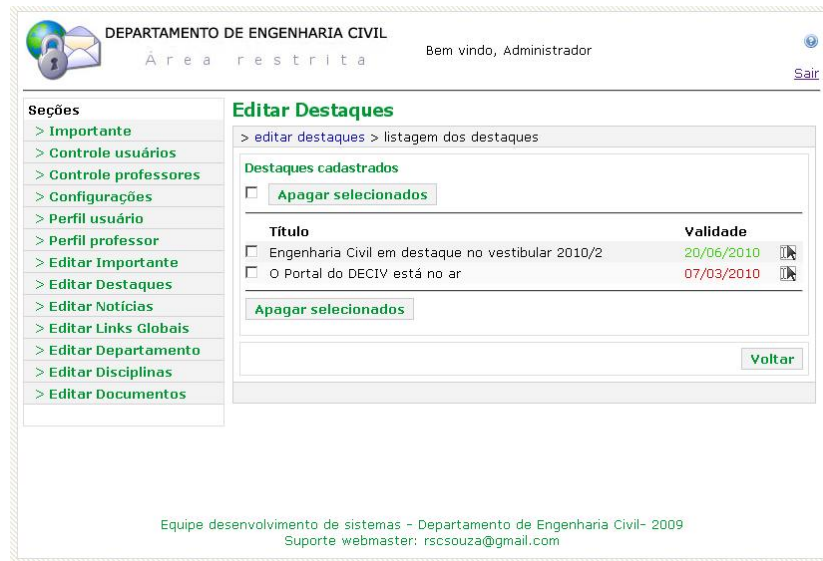 DEPARTAMENTO DE ENGENHARIA CIVIL
Área restrita
Bem vindo, Administrador
Sair
Seções
> Importante
> Controle usuários
> Controle professores
> Configurações
> Perfil usuário
> Perfil professor
> Editar Importante
> Editar Destaques
> Editar Notícias
> Editar Links Globais
> Editar Departamento
> Editar Disciplinas
> Editar Documentos
Editar Destaques
> editar destaques > listagem dos destaques
Destaques cadastrados
Apagar selecionados
Título Validade
Engenharia Civil em destaque no vestibular 2010/2 20/06/2010
O Portal do DECIV está no ar 07/03/2010
Apagar selecionados
Voltar
Equipe desenvolvimento de sistemas - Departamento de Engenharia Civil- 2009
Suporte webmaster: rscsouza@gmail.com